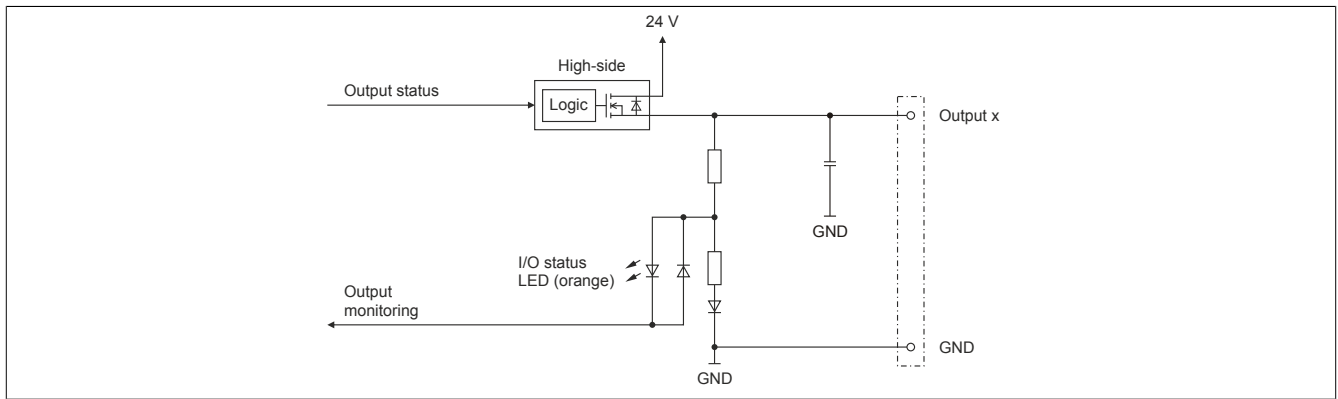 24 V
High-side
Output status
Logic
Output x
GND
I/O status
LED (orange)
Output
monitoring
GND
GND